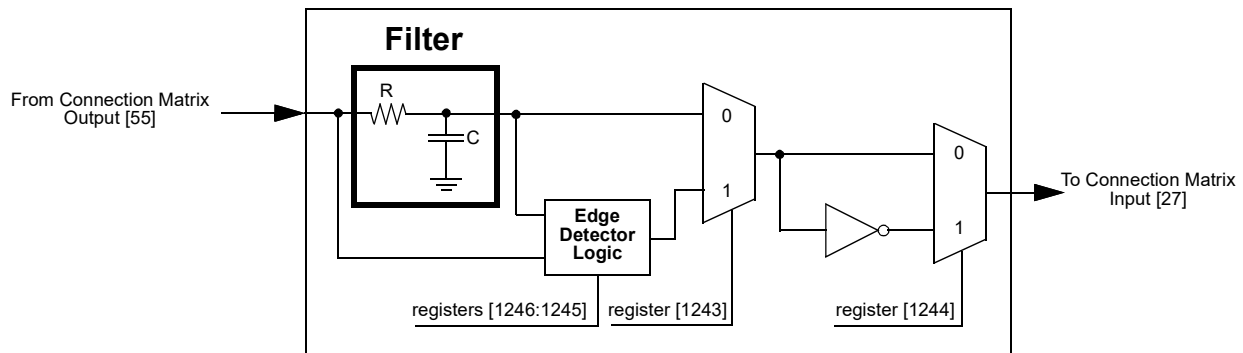 Filter
From Connection Matrix
Output [55]
R
C
0
1
Edge
Detector
Logic
0
1
To Connection Matrix
Input [27]
registers [1246:1245]
register [1243]
register [1244]